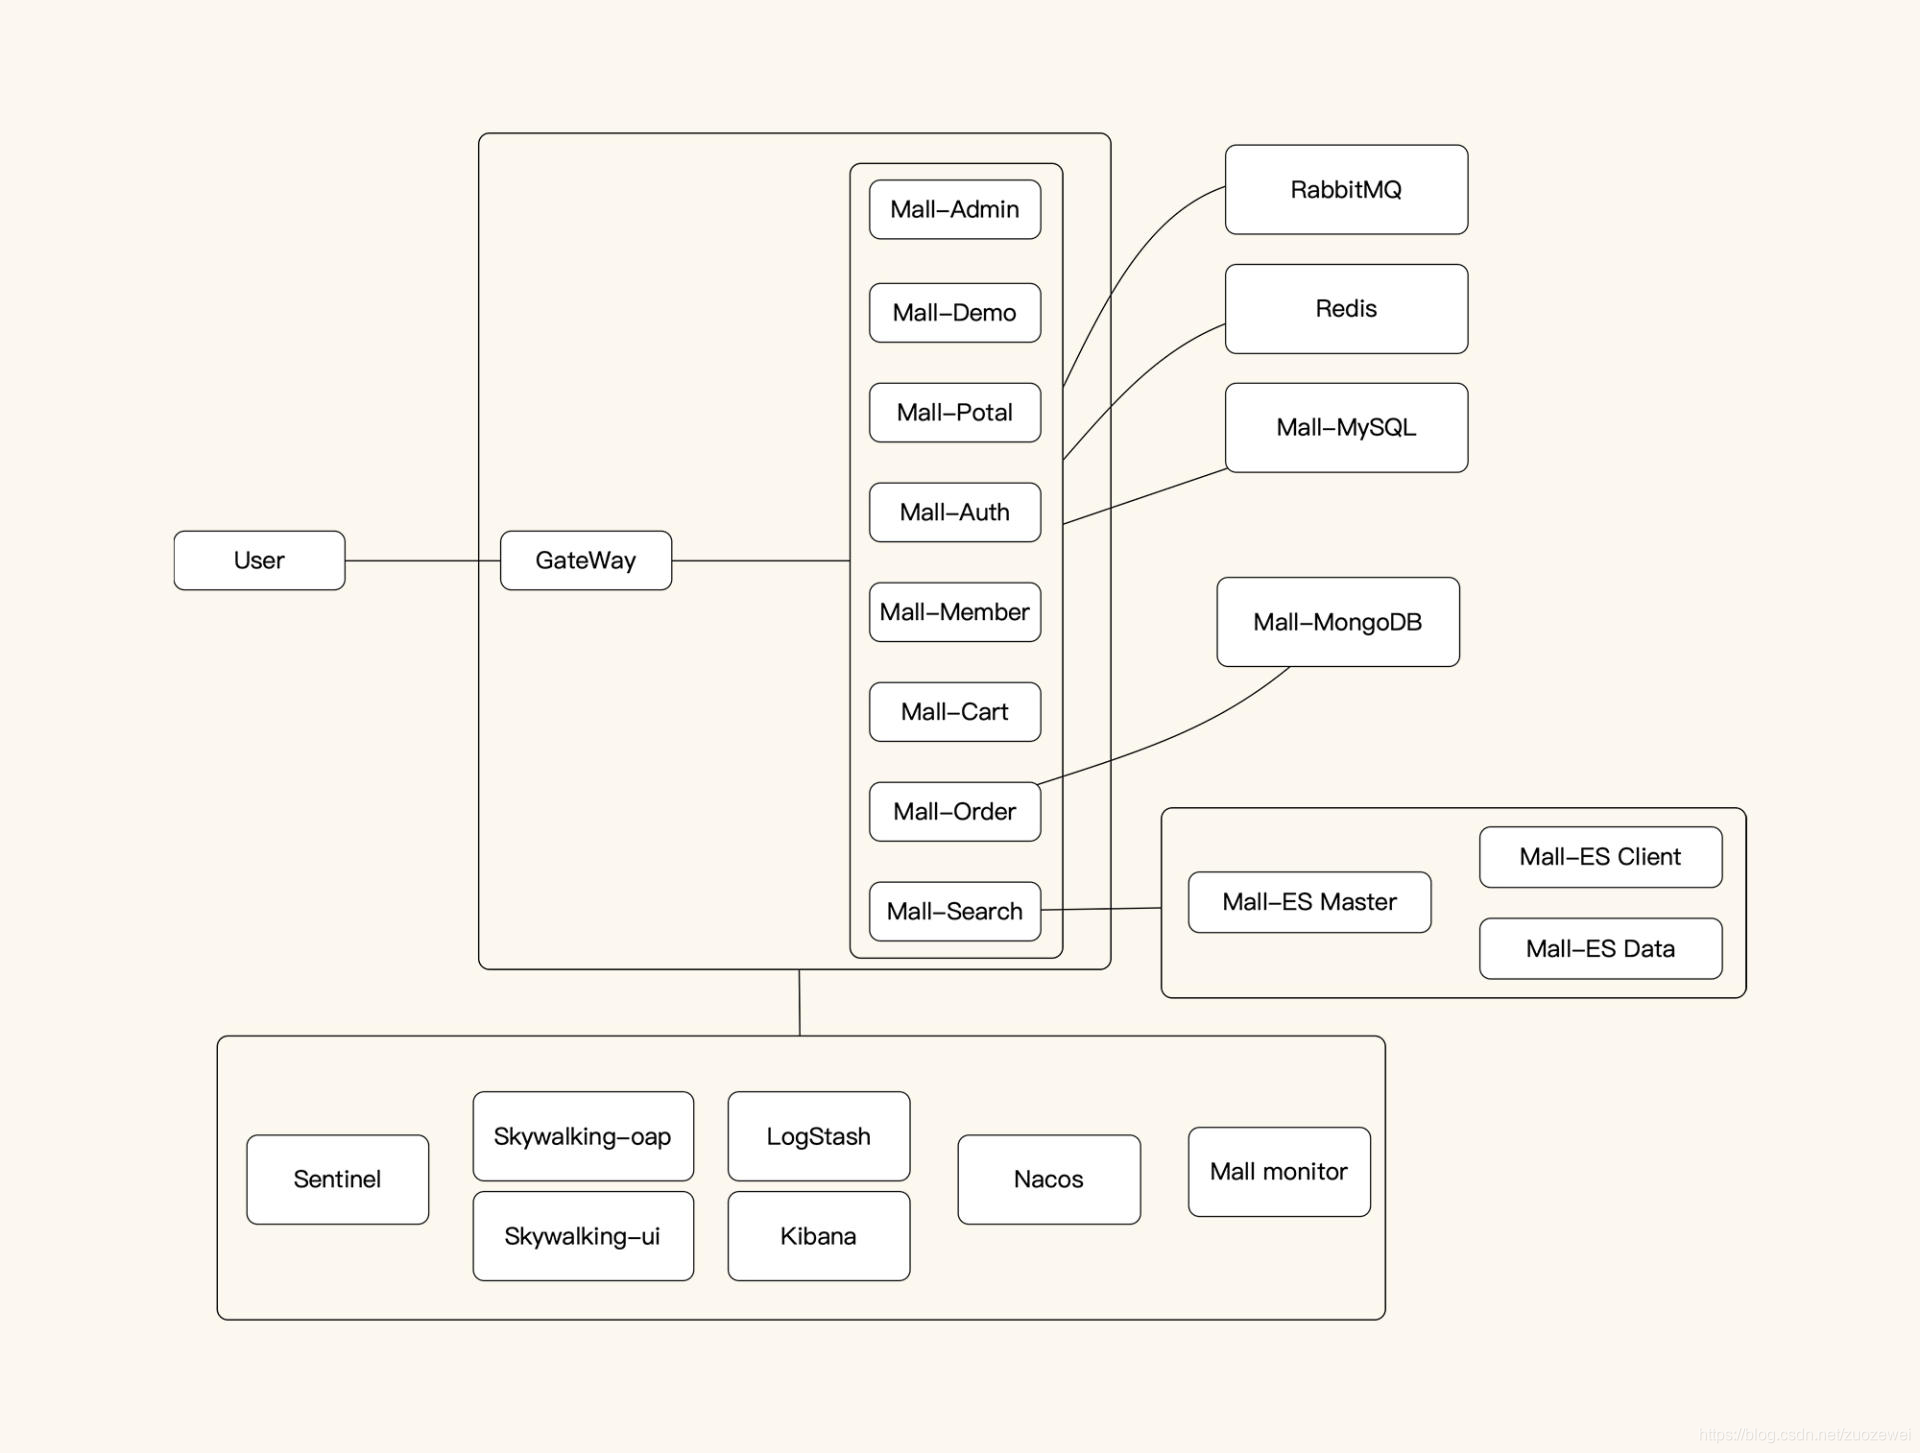 User
GateWay
Mall-Admin
Mall-Demo
Mall-Potal
Mall-Auth
Mall-Member
Mall-Cart
Mall-Order
Mall-Search
RabbitMQ
Redis
Mall-MySQL
Mall-MongoDB
Mall-ES Master
Mall-ES Client
Mall-ES Data
Sentinel
Skywalking-oap
Skywalking-ui
LogStash
Kibana
Nacos
Mall monitor
https://blog.csdn.net/zuozewei